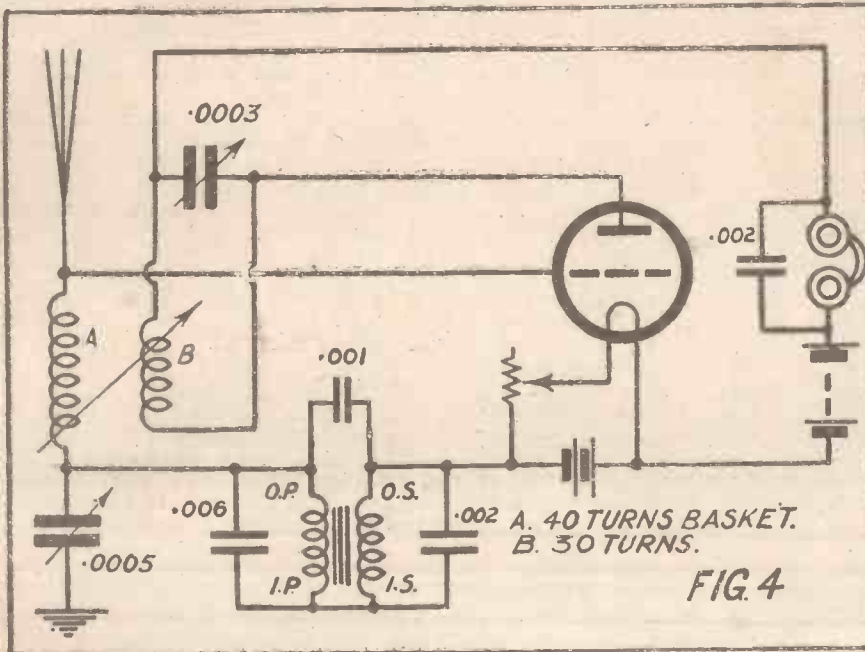 ·0003
A
B
·002
·001
O.P.
O.S.
·006
·002
A. 40 TURNS BASKET.
B. 30 TURNS.
·0005
I.P.
I.S.
FIG. 4